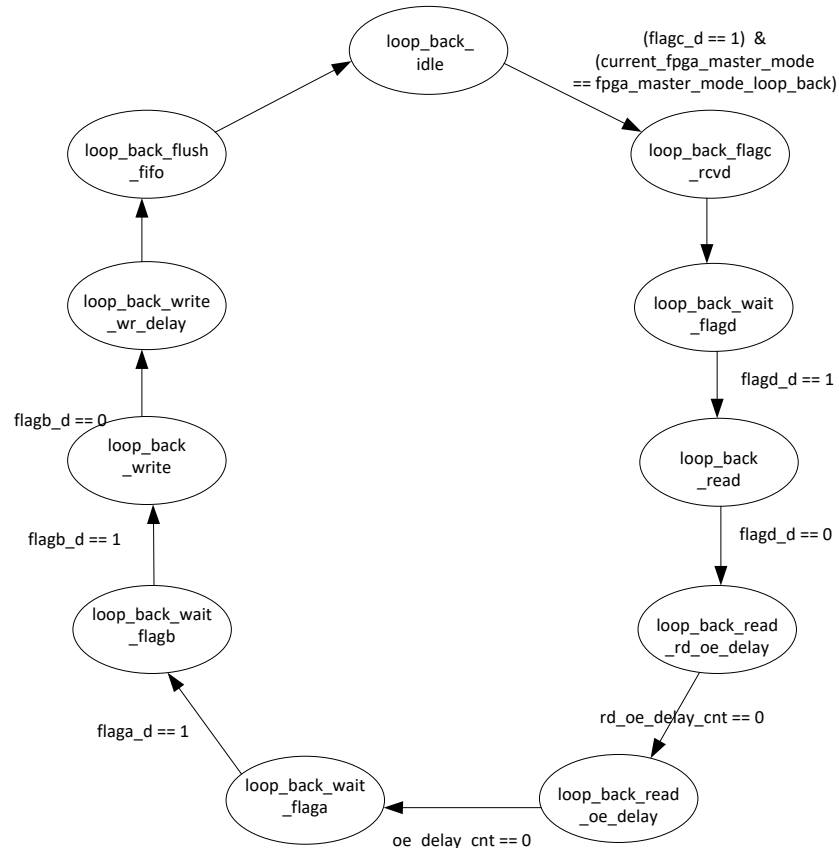 loop_back_
idle
(flagc_d == 1) &
(current_fpga_master_mode
== fpga_master_mode_loop_back)
loop_back_flagc
_rcvd
loop_back_wait
_flagd
flagd_d == 1
loop_back
_read
flagd_d == 0
loop_back_read
_rd_oe_delay
rd_oe_delay_cnt == 0
loop_back_read
_oe_delay
oe_delay_cnt == 0
loop_back_wait
_flaga
flaga_d == 1
loop_back_wait
_flagb
flagb_d == 1
loop_back
_write
flagb_d == 0
loop_back_write
_wr_delay
loop_back_flush
_fifo